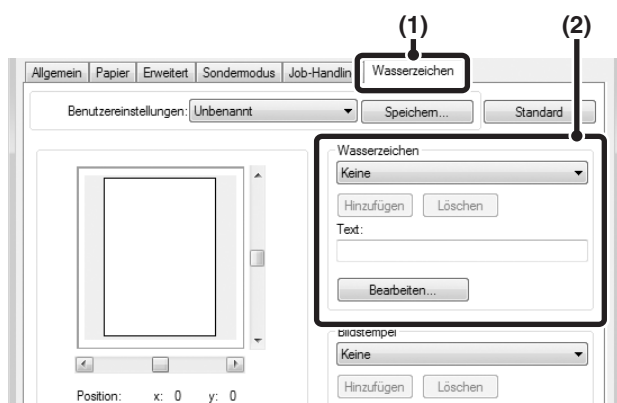 (1) (2)
Allgemein Papier Erweitert Sondermodus Job-Handlin Wasserzeichen
Benutzereinstellungen: Unbenannt Speichern... Standard
Wasserzeichen
Keine
Hinzufügen Löschen
Text:
Bearbeiten...
Bildstempel
Keine
Hinzufügen Löschen
Position: x: 0 y: 0